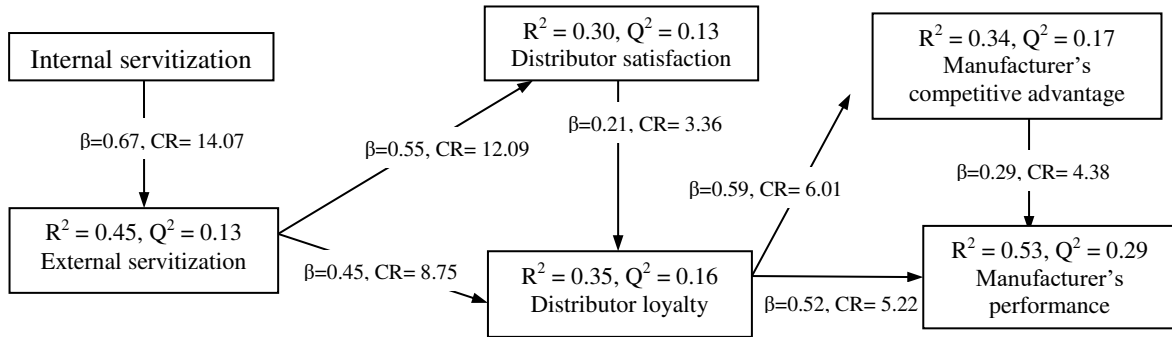 Internal servitization
β=0.67, CR= 14.07
R² = 0.45, Q² = 0.13
External servitization
β=0.55, CR= 12.09
β=0.45, CR= 8.75
R² = 0.30, Q² = 0.13
Distributor satisfaction
β=0.21, CR= 3.36
R² = 0.35, Q² = 0.16
Distributor loyalty
β=0.59, CR= 6.01
β=0.52, CR= 5.22
R² = 0.34, Q² = 0.17
Manufacturer’s
competitive advantage
β=0.29, CR= 4.38
R² = 0.53, Q² = 0.29
Manufacturer’s
performance